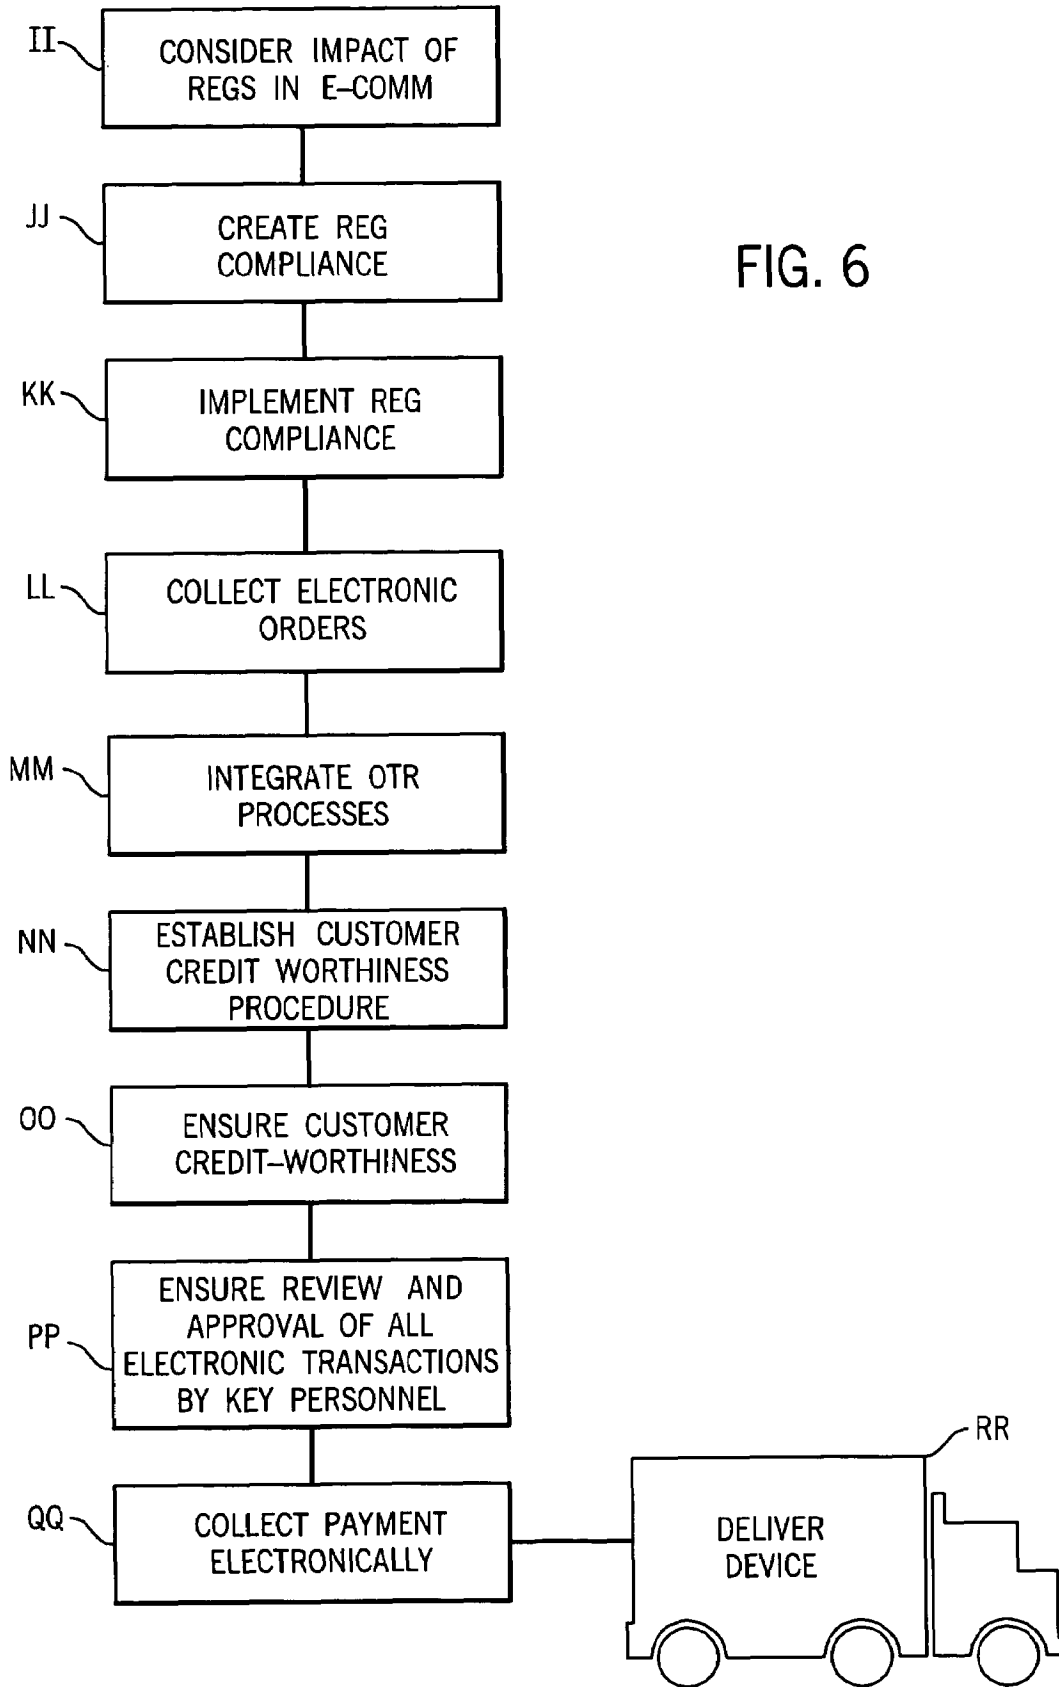 II
CONSIDER IMPACT OF
REGS IN E-COMM
JJ
CREATE REG
COMPLIANCE
FIG. 6
KK
IMPLEMENT REG
COMPLIANCE
LL
COLLECT ELECTRONIC
ORDERS
MM
INTEGRATE OTR
PROCESSES
NN
ESTABLISH CUSTOMER
CREDIT WORTHINESS
PROCEDURE
OO
ENSURE CUSTOMER
CREDIT-WORTHINESS
PP
ENSURE REVIEW AND
APPROVAL OF ALL
ELECTRONIC TRANSACTIONS
BY KEY PERSONNEL
QQ
COLLECT PAYMENT
ELECTRONICALLY
RR
DELIVER
DEVICE